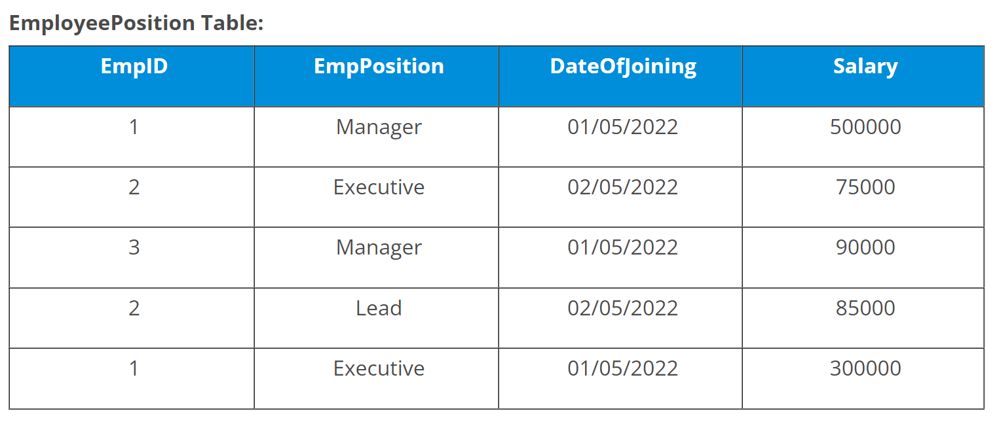 EmployeePosition Table:
EmpID EmpPosition DateOfJoining Salary
1 Manager 01/05/2022 500000
2 Executive 02/05/2022 75000
3 Manager 01/05/2022 90000
2 Lead 02/05/2022 85000
1 Executive 01/05/2022 300000